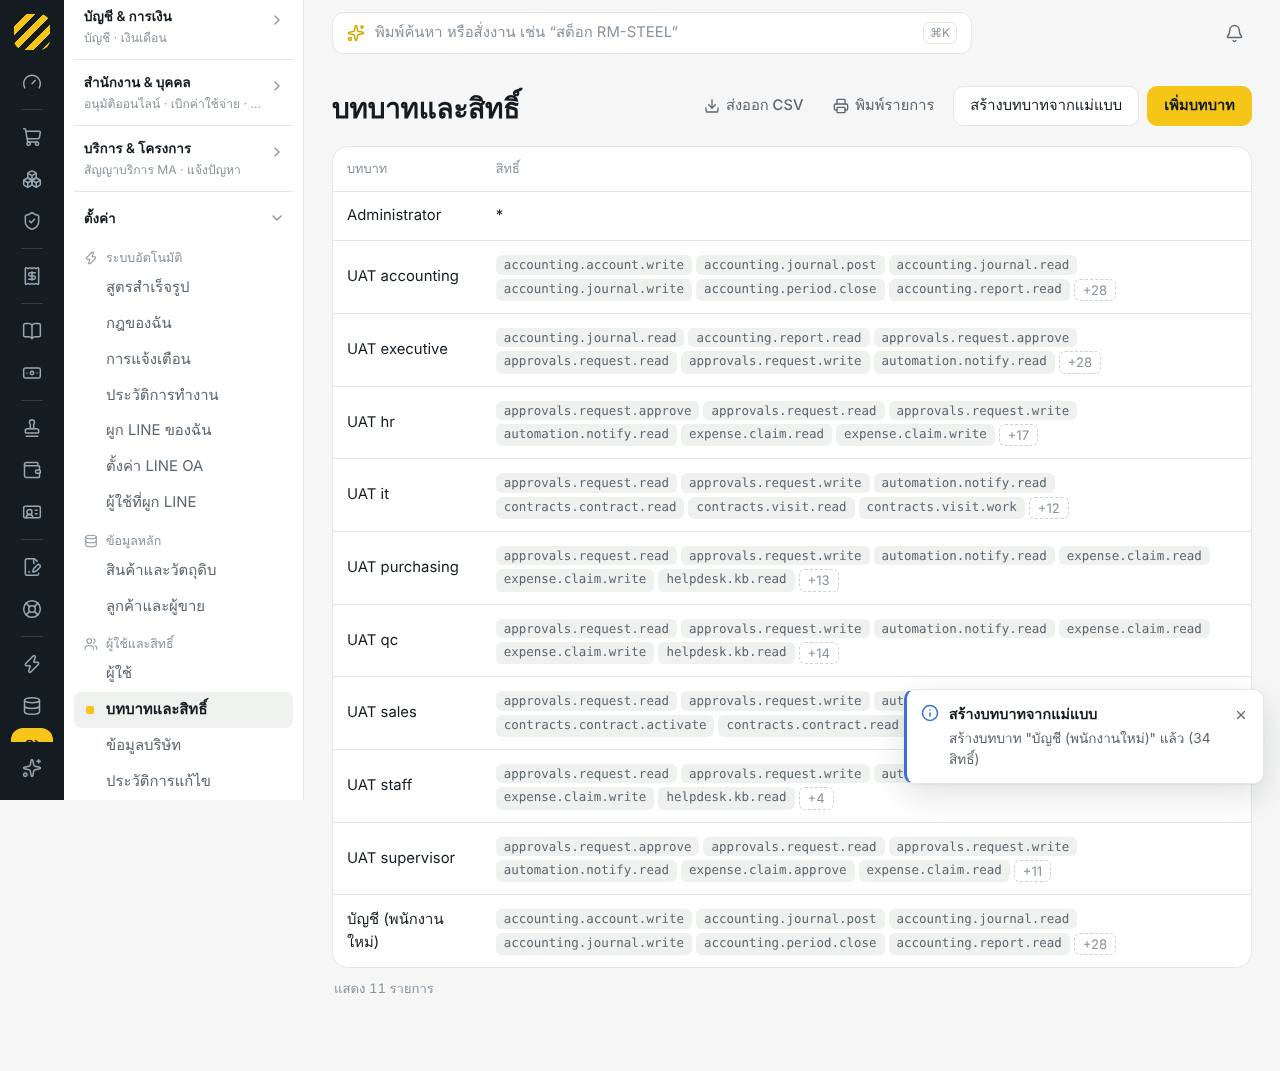 บัญชี & การเงิน
บัญชี · เงินเดือน
สำนักงาน & บุคคล
อนุมัติออนไลน์ · เบิกค่าใช้จ่าย · ...
บริการ & โครงการ
สัญญาบริการ MA · แจ้งปัญหา
ตั้งค่า
ระบบอัตโนมัติ
สูตรสำเร็จรูป
กฎของฉัน
การแจ้งเตือน
ประวัติการทำงาน
ผูก LINE ของฉัน
ตั้งค่า LINE OA
ผู้ใช้ที่ผูก LINE
ข้อมูลหลัก
สินค้าและวัตถุดิบ
ลูกค้าและผู้ขาย
ผู้ใช้และสิทธิ์
ผู้ใช้
บทบาทและสิทธิ์
ข้อมูลบริษัท
ประวัติการแก้ไข
พิมพ์ค้นหา หรือสั่งงาน เช่น “สต็อก RM-STEEL” ⌘K
บทบาทและสิทธิ์
ส่งออก CSV พิมพ์รายการ สร้างบทบาทจากแม่แบบ เพิ่มบทบาท
บทบาท สิทธิ์
Administrator *
UAT accounting
accounting.account.write accounting.journal.post accounting.journal.read
accounting.journal.write accounting.period.close accounting.report.read +28
UAT executive
accounting.journal.read accounting.report.read approvals.request.approve
approvals.request.read approvals.request.write automation.notify.read +28
UAT hr
approvals.request.approve approvals.request.read approvals.request.write
automation.notify.read expense.claim.read expense.claim.write +17
UAT it
approvals.request.read approvals.request.write automation.notify.read
contracts.contract.read contracts.visit.read contracts.visit.work +12
UAT purchasing
approvals.request.read approvals.request.write automation.notify.read expense.claim.read
expense.claim.write helpdesk.kb.read +13
UAT qc
approvals.request.read approvals.request.write automation.notify.read expense.claim.read
expense.claim.write helpdesk.kb.read +14
UAT sales
approvals.request.read approvals.request.write aut
contracts.contract.activate contracts.contract.read
สร้างบทบาทจากแม่แบบ
สร้างบทบาท "บัญชี (พนักงานใหม่)" แล้ว (34
สิทธิ์)
UAT staff
approvals.request.read approvals.request.write aut
expense.claim.write helpdesk.kb.read +4
UAT supervisor
approvals.request.approve approvals.request.read approvals.request.write
automation.notify.read expense.claim.approve expense.claim.read +11
บัญชี (พนักงาน
ใหม่)
accounting.account.write accounting.journal.post accounting.journal.read
accounting.journal.write accounting.period.close accounting.report.read +28
แสดง 11 รายการ